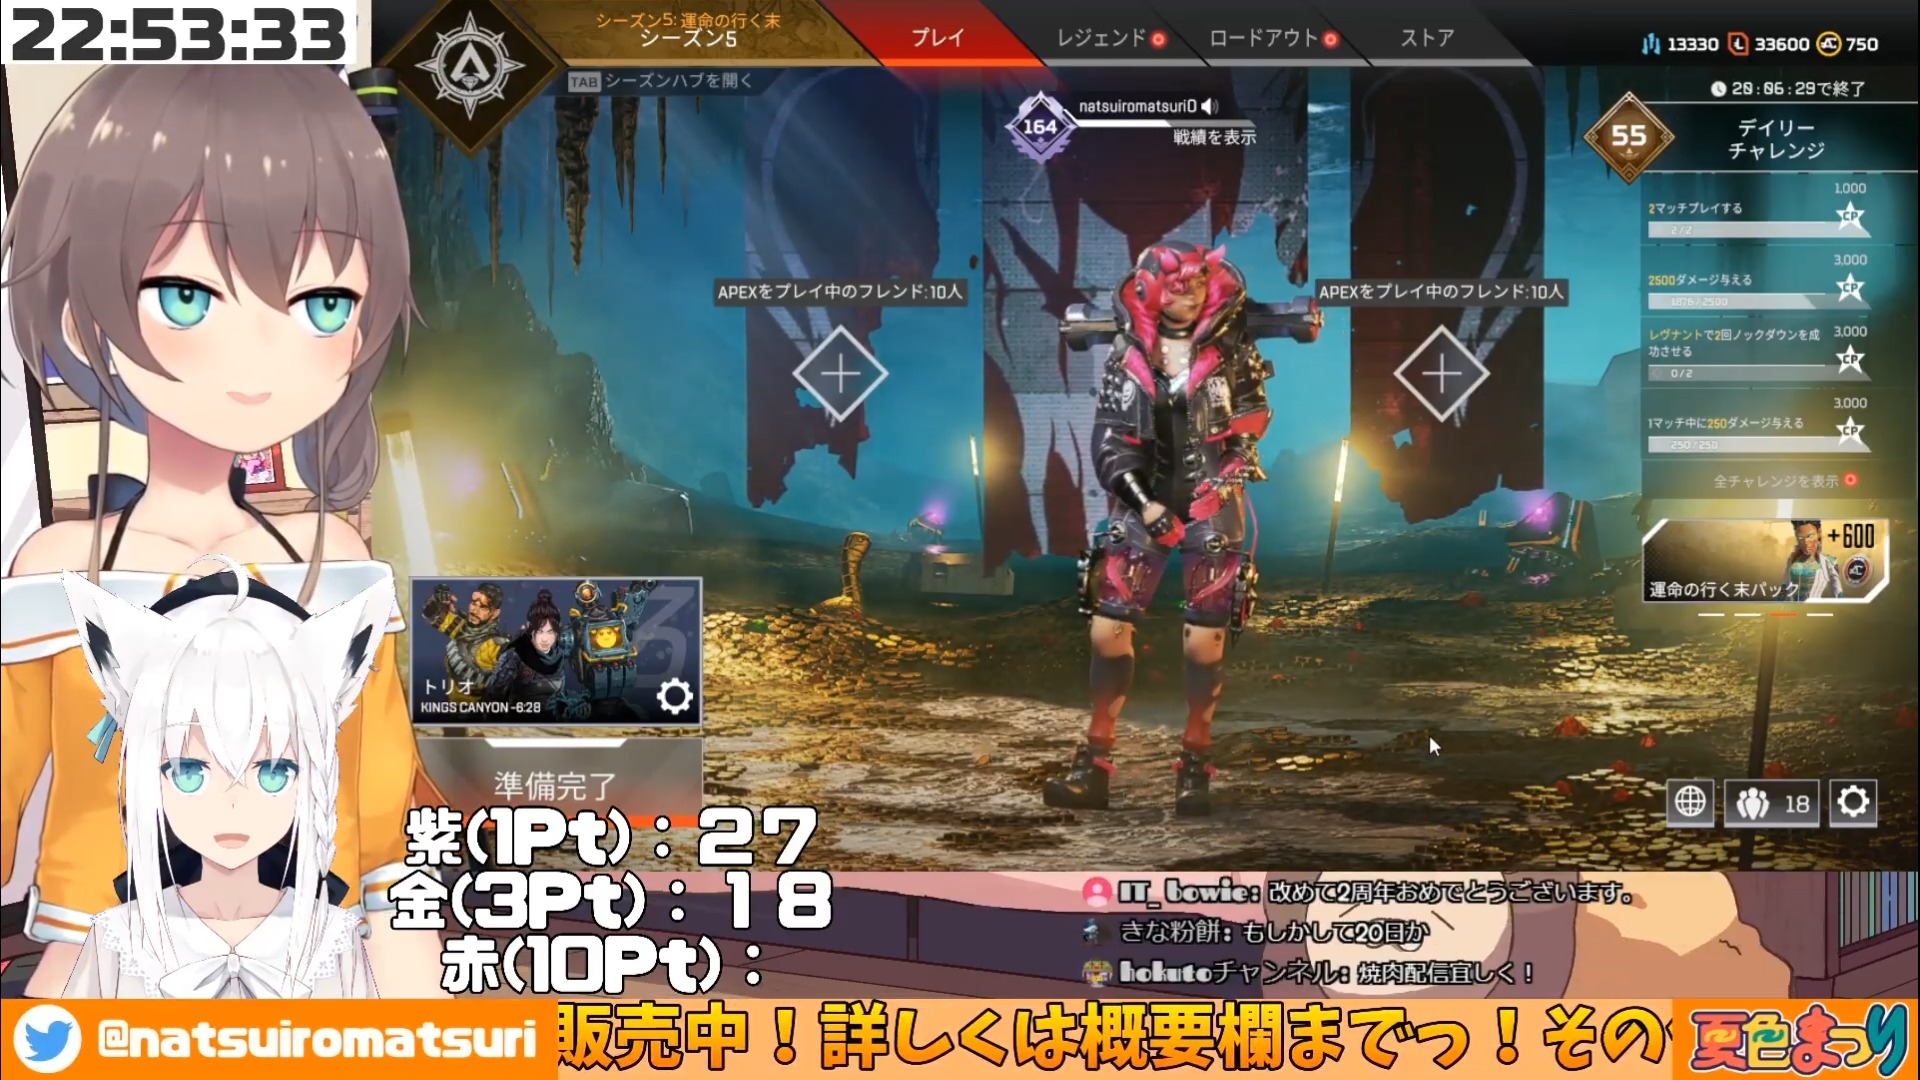 22:53:33
シーズン5: 運命の行く末
シーズン5
プレイ
レジェンド
ロードアウト
ストア
13330
33600
750
TAB シーズンハブを開く
20:06:29で終了
164
natsuiromatsuri0
戦績を表示
55
デイリー
チャレンジ
1,000
2マッチプレイする
2/2
3,000
2500ダメージ与える
1876/2500
レヴナントで2回ノックダウンを成
功させる
3,000
0/2
3,000
1マッチ中に250ダメージ与える
250/250
全チャレンジを表示
APEXをプレイ中のフレンド:10人
APEXをプレイ中のフレンド:10人
+600
運命の行く末パック
トリオ
KINGS CANYON -6:28
準備完了
18
紫(1Pt):27
金(3Pt):18
赤(10Pt):
IT_bowie: 改めて2周年おめでとうございます。
きな粉餅: もしかして20日か
hokutoチャンネル: 焼肉配信宜しく!
@natsuiromatsuri
販売中!詳しくは概要欄までっ!その
夏色まつり